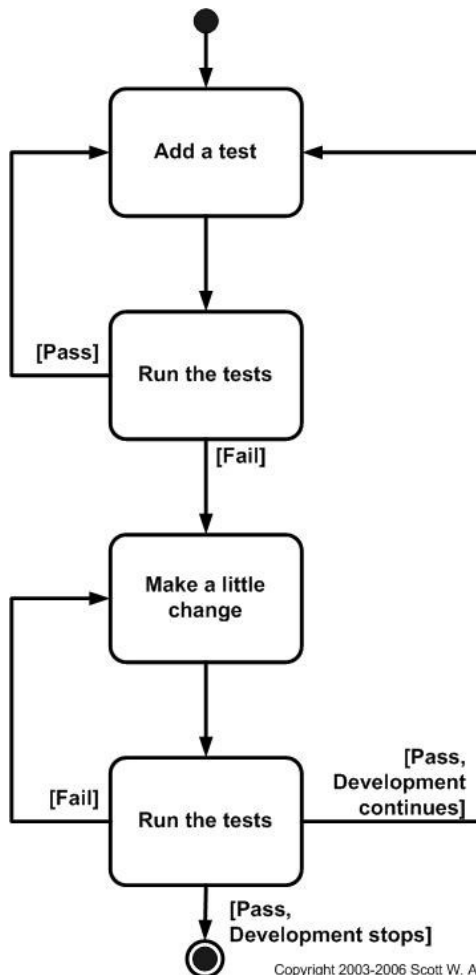 Add a test
[Pass]
Run the tests
[Fail]
Make a little
change
[Pass,
Development
continues]
[Fail]
Run the tests
[Pass,
Development stops]
Copyright 2003-2006 Scott W. A